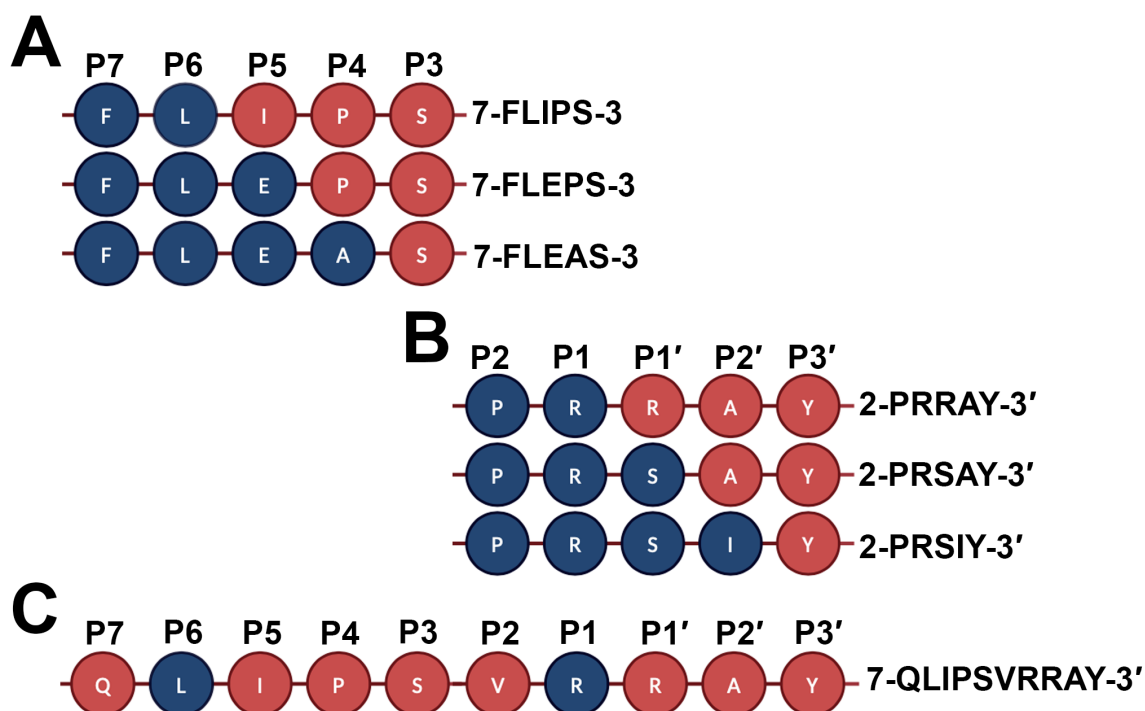 A
P7 P6 P5 P4 P3
F L I P S 7-FLIPS-3
F L E P S 7-FLEPS-3
F L E A S 7-FLEAS-3
B
P2 P1 P1′ P2′ P3′
P R R A Y 2-PRRAY-3′
P R S A Y 2-PRSAY-3′
P R S I Y 2-PRSIY-3′
C
P7 P6 P5 P4 P3 P2 P1 P1′ P2′ P3′
Q L I P S V R R A Y 7-QLIPSVRRAY-3′